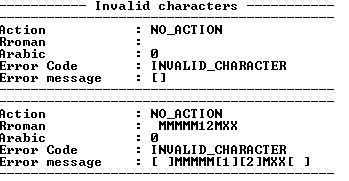 ----------- Invalid characters -----------
Action : NO_ACTION
Rroman :
Arabic : 0
Error Code : INVALID_CHARACTER
Error message : []
Action : NO_ACTION
Rroman : MMMMM12MXX
Arabic : 0
Error Code : INVALID_CHARACTER
Error message : [ ]MMMMM[1][2]MXX[ ]